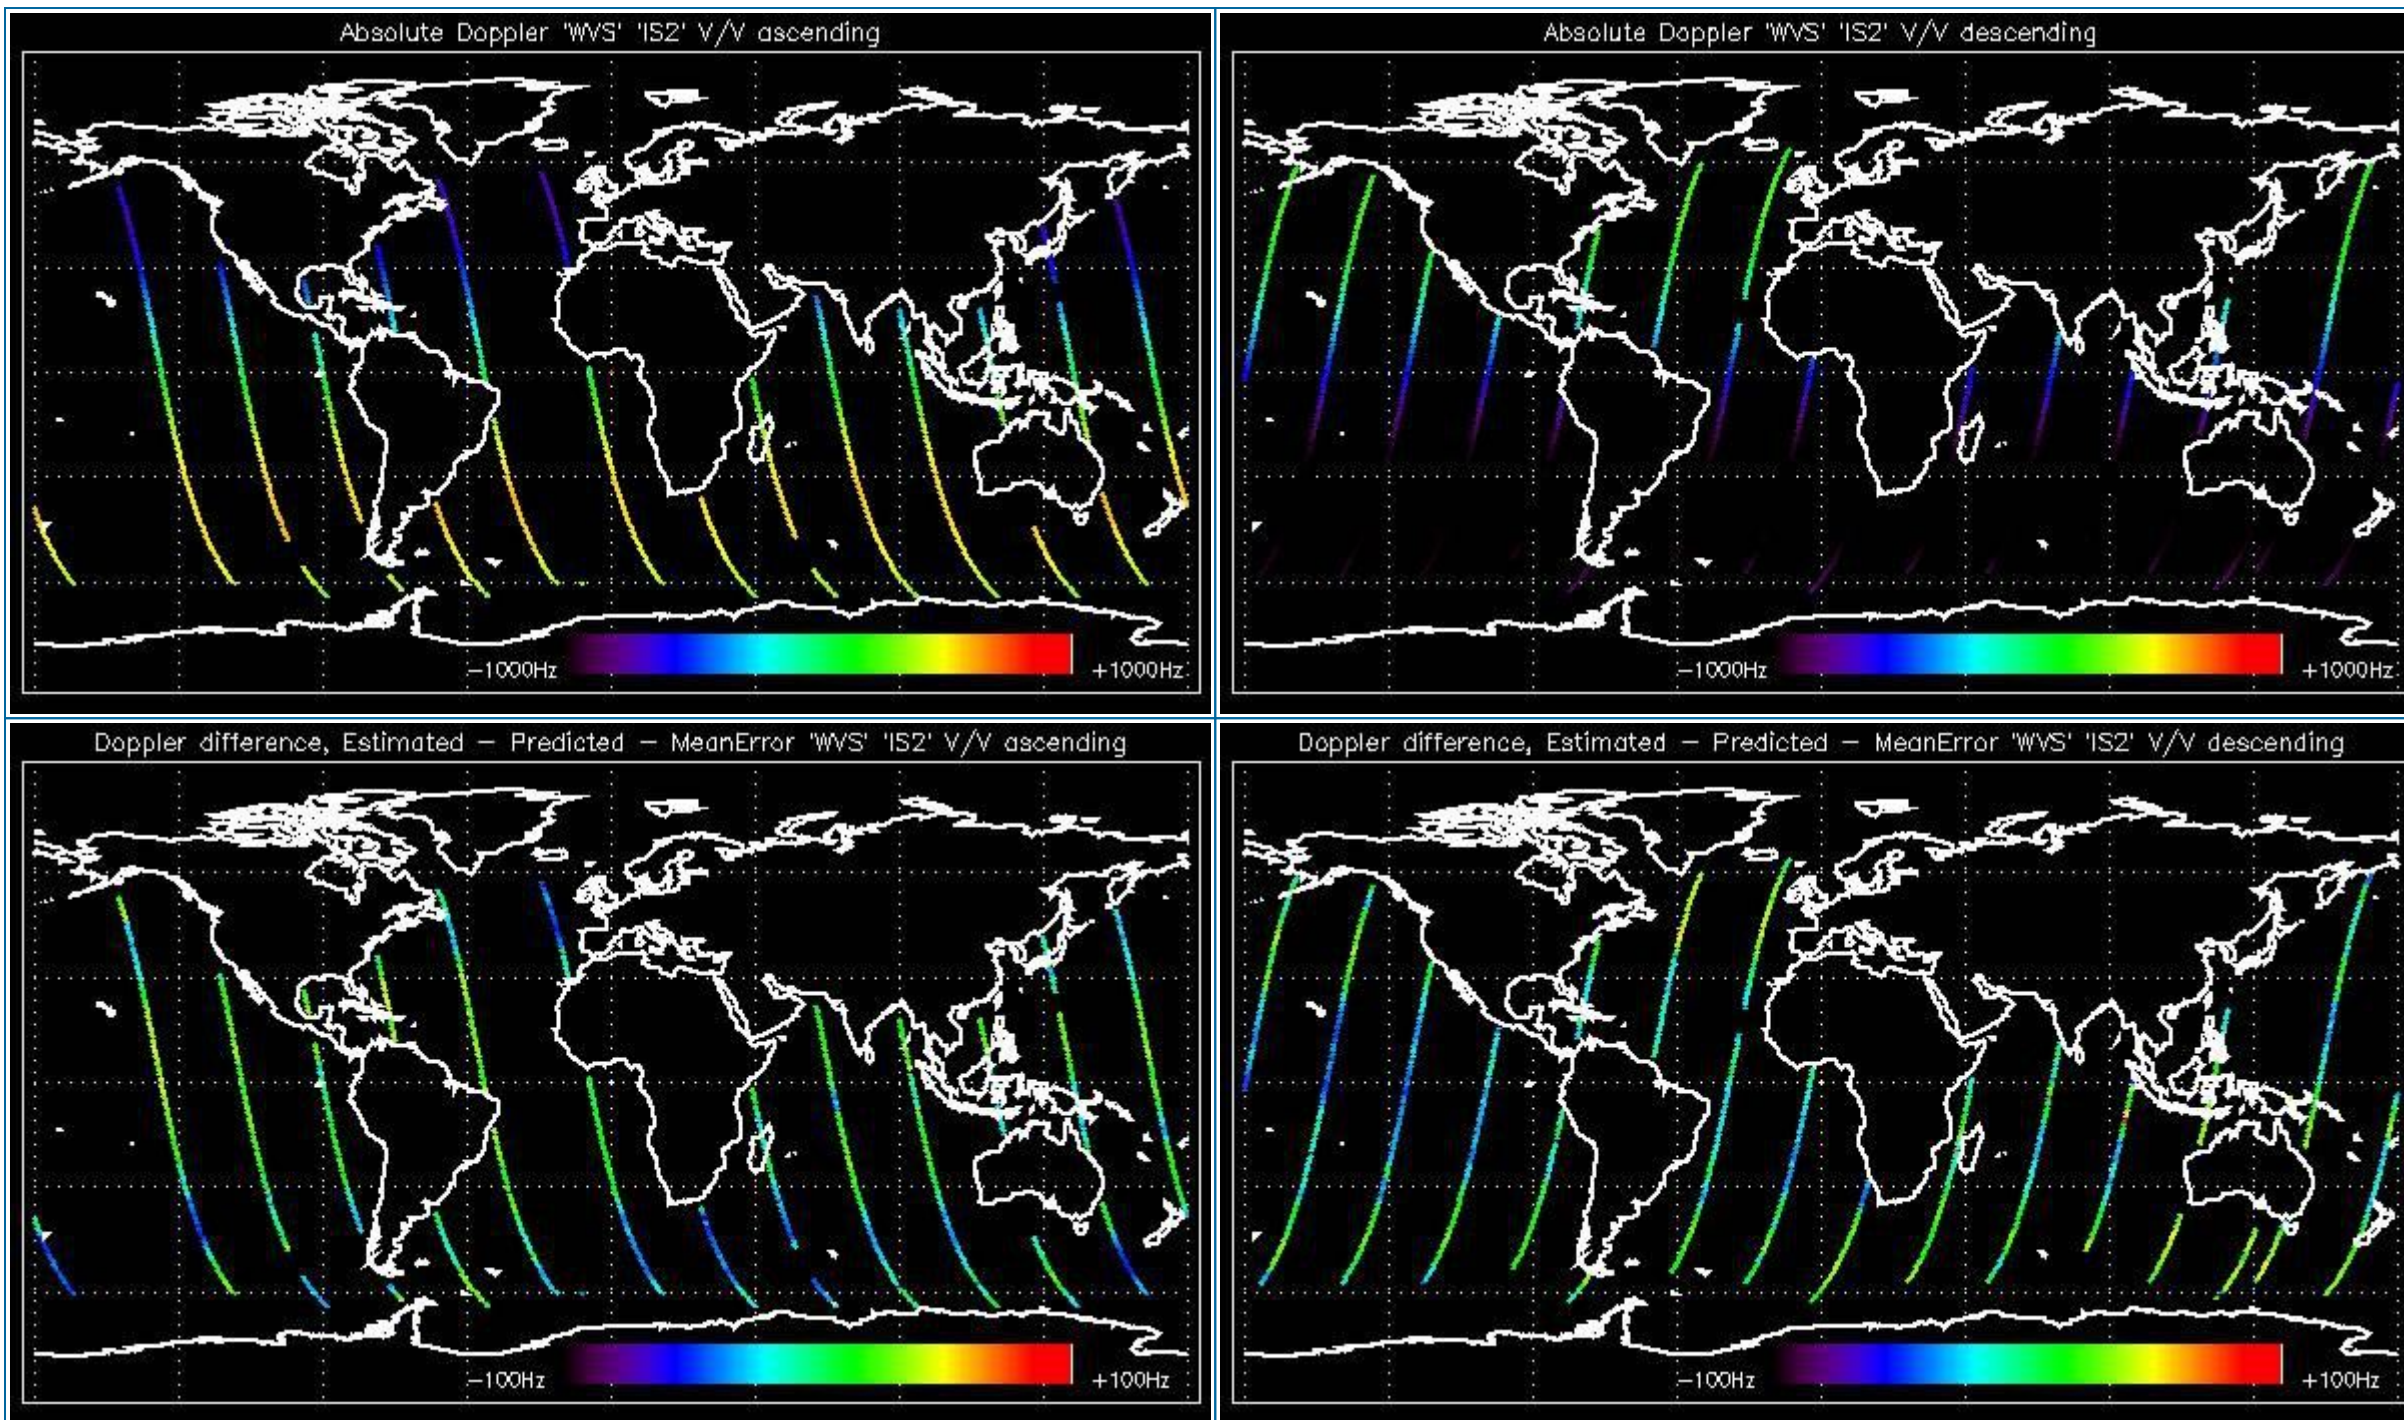 Absolute Doppler 'WVS' 'IS2' V/V ascending
-1000Hz
+1000Hz
Absolute Doppler 'WVS' 'IS2' V/V descending
-1000Hz
+1000Hz
Doppler difference, Estimated - Predicted - MeanError 'WVS' 'IS2' V/V ascending
-100Hz
+100Hz
Doppler difference, Estimated - Predicted - MeanError 'WVS' 'IS2' V/V descending
-100Hz
+100Hz